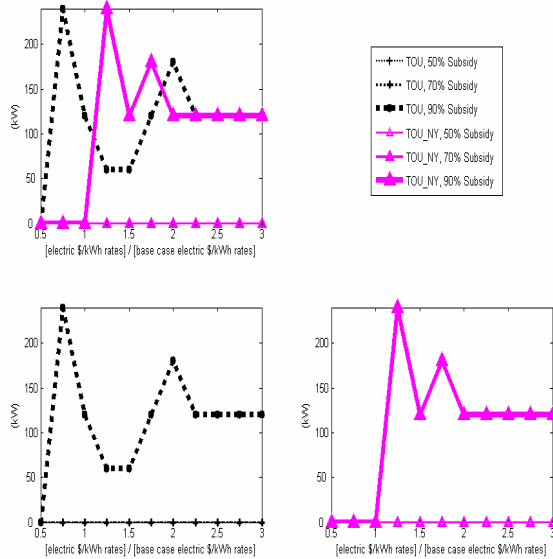 200
150
(kW)
100
50
0
0.5 1 1.5 2 2.5 3
[electric $/kWh rates] / [base case electric $/kWh rates]
TOU, 50% Subsidy
TOU, 70% Subsidy
TOU, 90% Subsidy
TOU_NY, 50% Subsidy
TOU_NY, 70% Subsidy
TOU_NY, 90% Subsidy
200
150
(kW)
100
50
0
0.5 1 1.5 2 2.5 3
[electric $/kWh rates] / [base case electric $/kWh rates]
200
150
(kW)
100
50
0
0.5 1 1.5 2 2.5 3
[electric $/kWh rates] / [base case electric $/kWh rates]